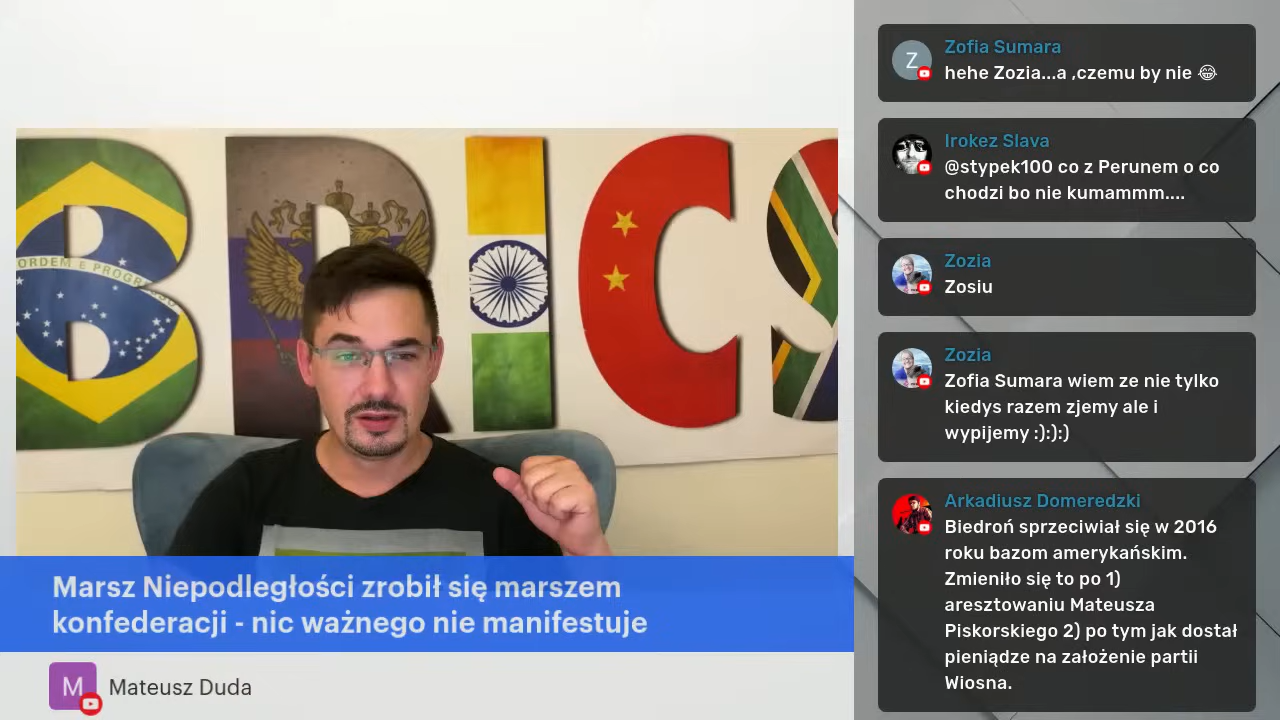 BRICS
ORDEM E PROGRESSO
Marsz Niepodległości zrobił się marszem
konfederacji - nic ważnego nie manifestuje
M
Mateusz Duda
Z
Zofia Sumara
hehe Zozia...a ,czemu by nie 😂
Irokez Slava
@stypek100 co z Perunem o co
chodzi bo nie kumammm....
Zozia
Zosiu
Zozia
Zofia Sumara wiem ze nie tylko
kiedys razem zjemy ale i
wypijemy :):):)
Arkadiusz Domeredzki
Biedroń sprzeciwiał się w 2016
roku bazom amerykańskim.
Zmieniło się to po 1)
aresztowaniu Mateusza
Piskorskiego 2) po tym jak dostał
pieniądze na założenie partii
Wiosna.